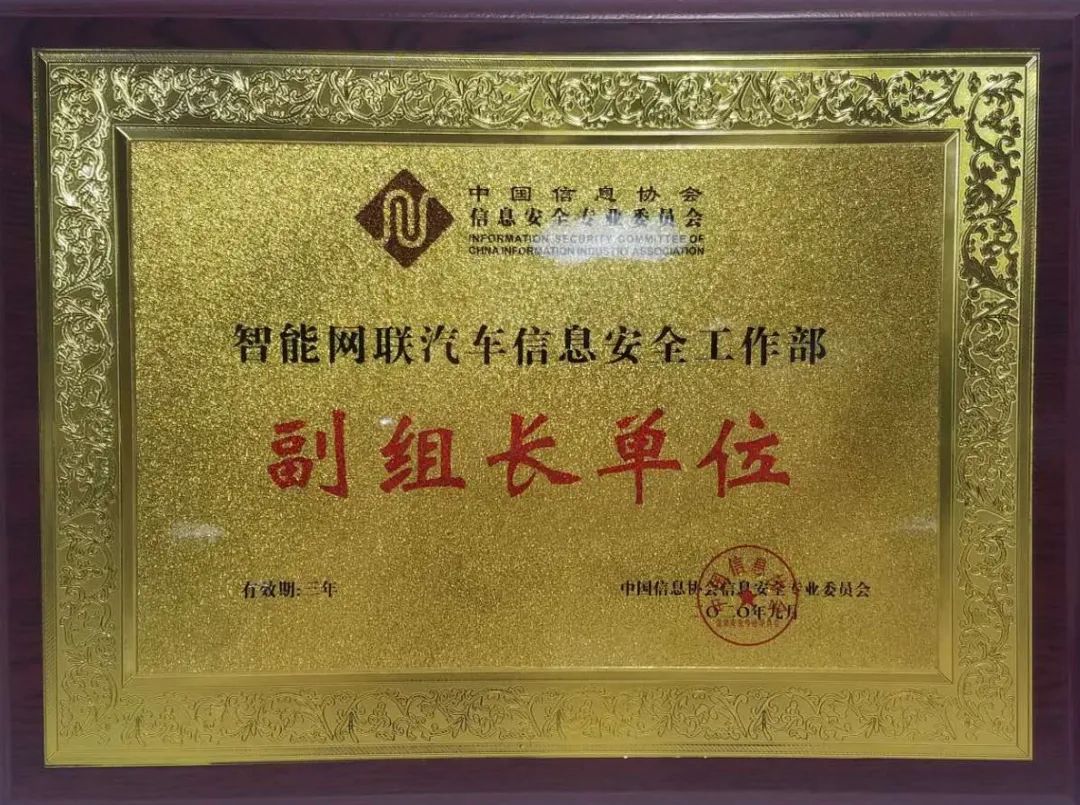 中国信息协会
信息安全专业委员会
INFORMATION SECURITY COMMITTEE OF
CHINA INFORMATION INDUSTRY ASSOCIATION
智能网联汽车信息安全工作部
副组长单位
有效期:三年
中国信息协会信息安全专业委员会
二〇二〇年九月